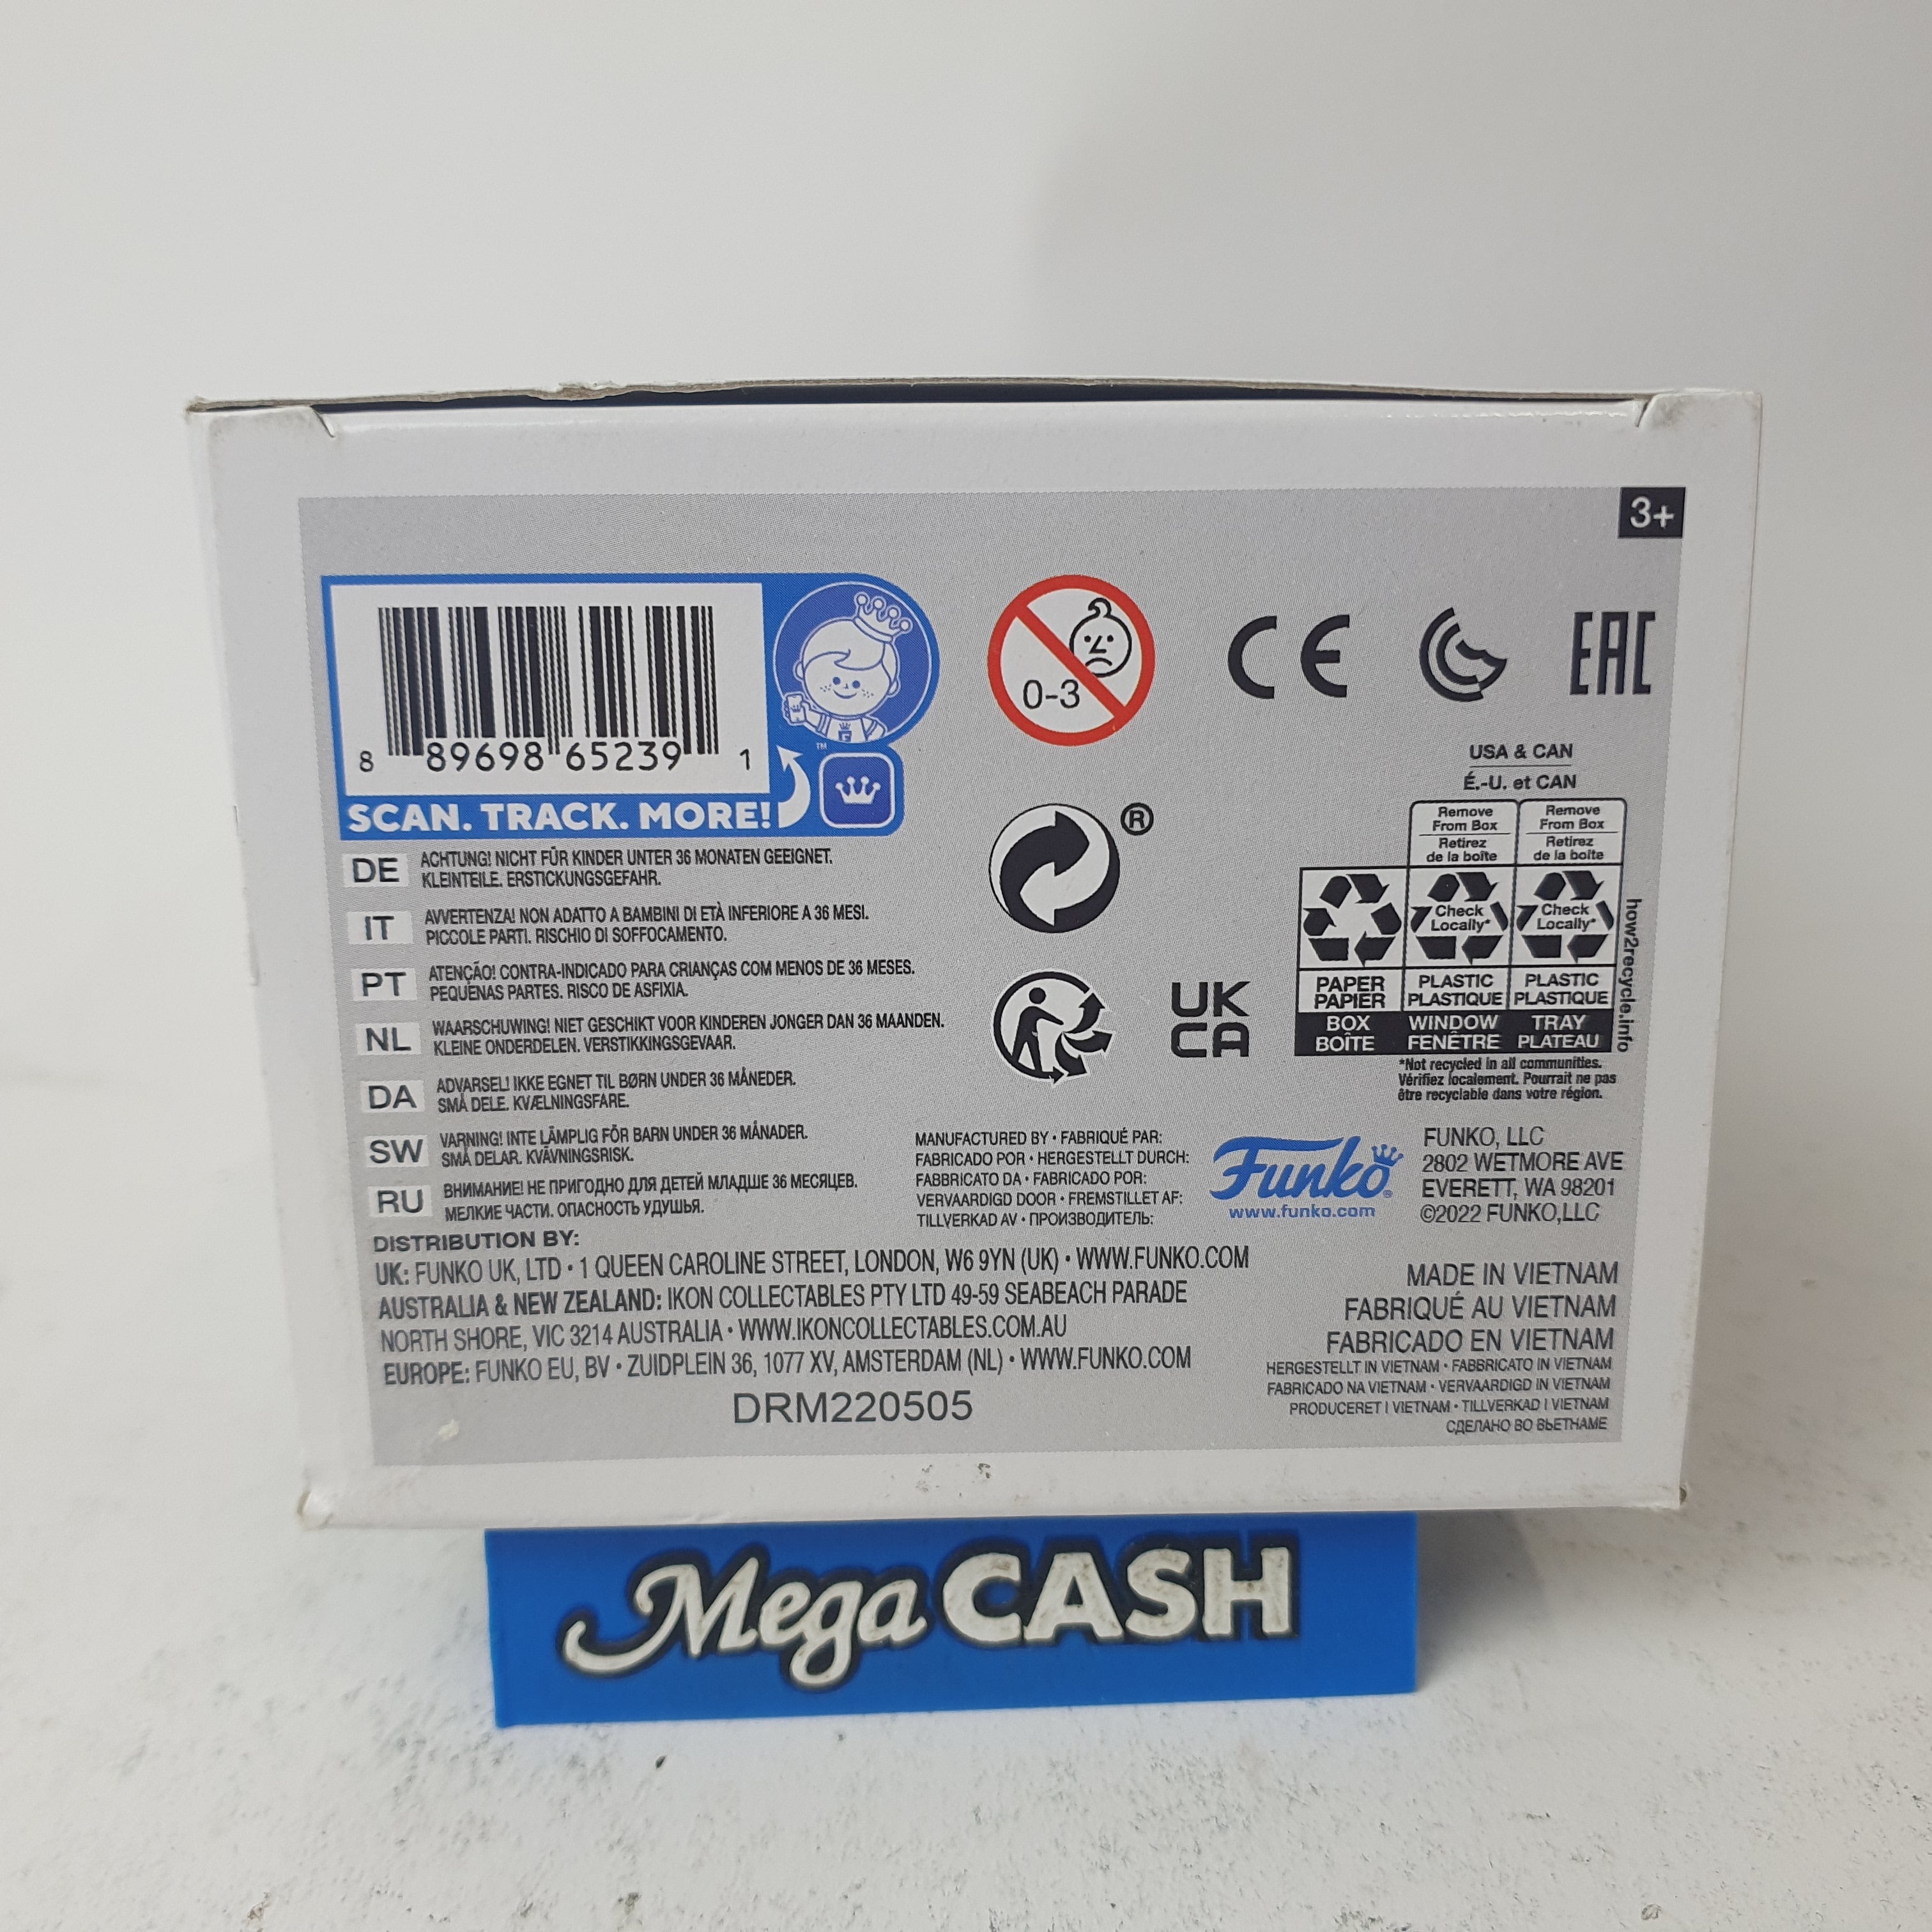 3+
8 89698 65239 1
™
SCAN. TRACK. MORE!
0-3
CE
EAC
®
UK
CA
USA & CAN
É.-U. et CAN
Remove From Box
Retirez de la boîte
Remove From Box
Retirez de la boîte
Check Locally*
Check Locally*
PAPER
PAPIER
PLASTIC
PLASTIQUE
PLASTIC
PLASTIQUE
BOX
BOÎTE
WINDOW
FENÊTRE
TRAY
PLATEAU
how2recycle.info
*Not recycled in all communities.
Vérifiez localement. Pourrait ne pas
être recyclable dans votre région.
DE ACHTUNG! NICHT FÜR KINDER UNTER 36 MONATEN GEEIGNET.
KLEINTEILE. ERSTICKUNGSGEFAHR.
IT AVVERTENZA! NON ADATTO A BAMBINI DI ETÀ INFERIORE A 36 MESI.
PICCOLE PARTI. RISCHIO DI SOFFOCAMENTO.
PT ATENÇÃO! CONTRA-INDICADO PARA CRIANÇAS COM MENOS DE 36 MESES.
PEQUENAS PARTES. RISCO DE ASFIXIA.
NL WAARSCHUWING! NIET GESCHIKT VOOR KINDEREN JONGER DAN 36 MAANDEN.
KLEINE ONDERDELEN. VERSTIKKINGSGEVAAR.
DA ADVARSEL! IKKE EGNET TIL BØRN UNDER 36 MÅNEDER.
SMÅ DELE. KVÆLNINGSFARE.
SW VARNING! INTE LÄMPLIG FÖR BARN UNDER 36 MÅNADER.
SMÅ DELAR. KVÄVNINGSRISK.
RU ВНИМАНИЕ! НЕ ПРИГОДНО ДЛЯ ДЕТЕЙ МЛАДШЕ 36 МЕСЯЦЕВ.
МЕЛКИЕ ЧАСТИ. ОПАСНОСТЬ УДУШЬЯ.
MANUFACTURED BY • FABRIQUÉ PAR:
FABRICADO POR • HERGESTELLT DURCH:
FABBRICATO DA • FABRICADO POR:
VERVAARDIGD DOOR • FREMSTILLET AF:
TILLVERKAD AV • ПРОИЗВОДИТЕЛЬ:
Funko®
www.funko.com
FUNKO, LLC
2802 WETMORE AVE
EVERETT, WA 98201
©2022 FUNKO,LLC
DISTRIBUTION BY:
UK: FUNKO UK, LTD • 1 QUEEN CAROLINE STREET, LONDON, W6 9YN (UK) • WWW.FUNKO.COM
AUSTRALIA & NEW ZEALAND: IKON COLLECTABLES PTY LTD 49-59 SEABEACH PARADE
NORTH SHORE, VIC 3214 AUSTRALIA • WWW.IKONCOLLECTABLES.COM.AU
EUROPE: FUNKO EU, BV • ZUIDPLEIN 36, 1077 XV, AMSTERDAM (NL) • WWW.FUNKO.COM
DRM220505
MADE IN VIETNAM
FABRIQUÉ AU VIETNAM
FABRICADO EN VIETNAM
HERGESTELLT IN VIETNAM • FABBRICATO IN VIETNAM
FABRICADO NA VIETNAM • VERVAARDIGD IN VIETNAM
PRODUCERET I VIETNAM • TILLVERKAD I VIETNAM
СДЕЛАНО ВО ВЬЕТНАМЕ
Mega CASH